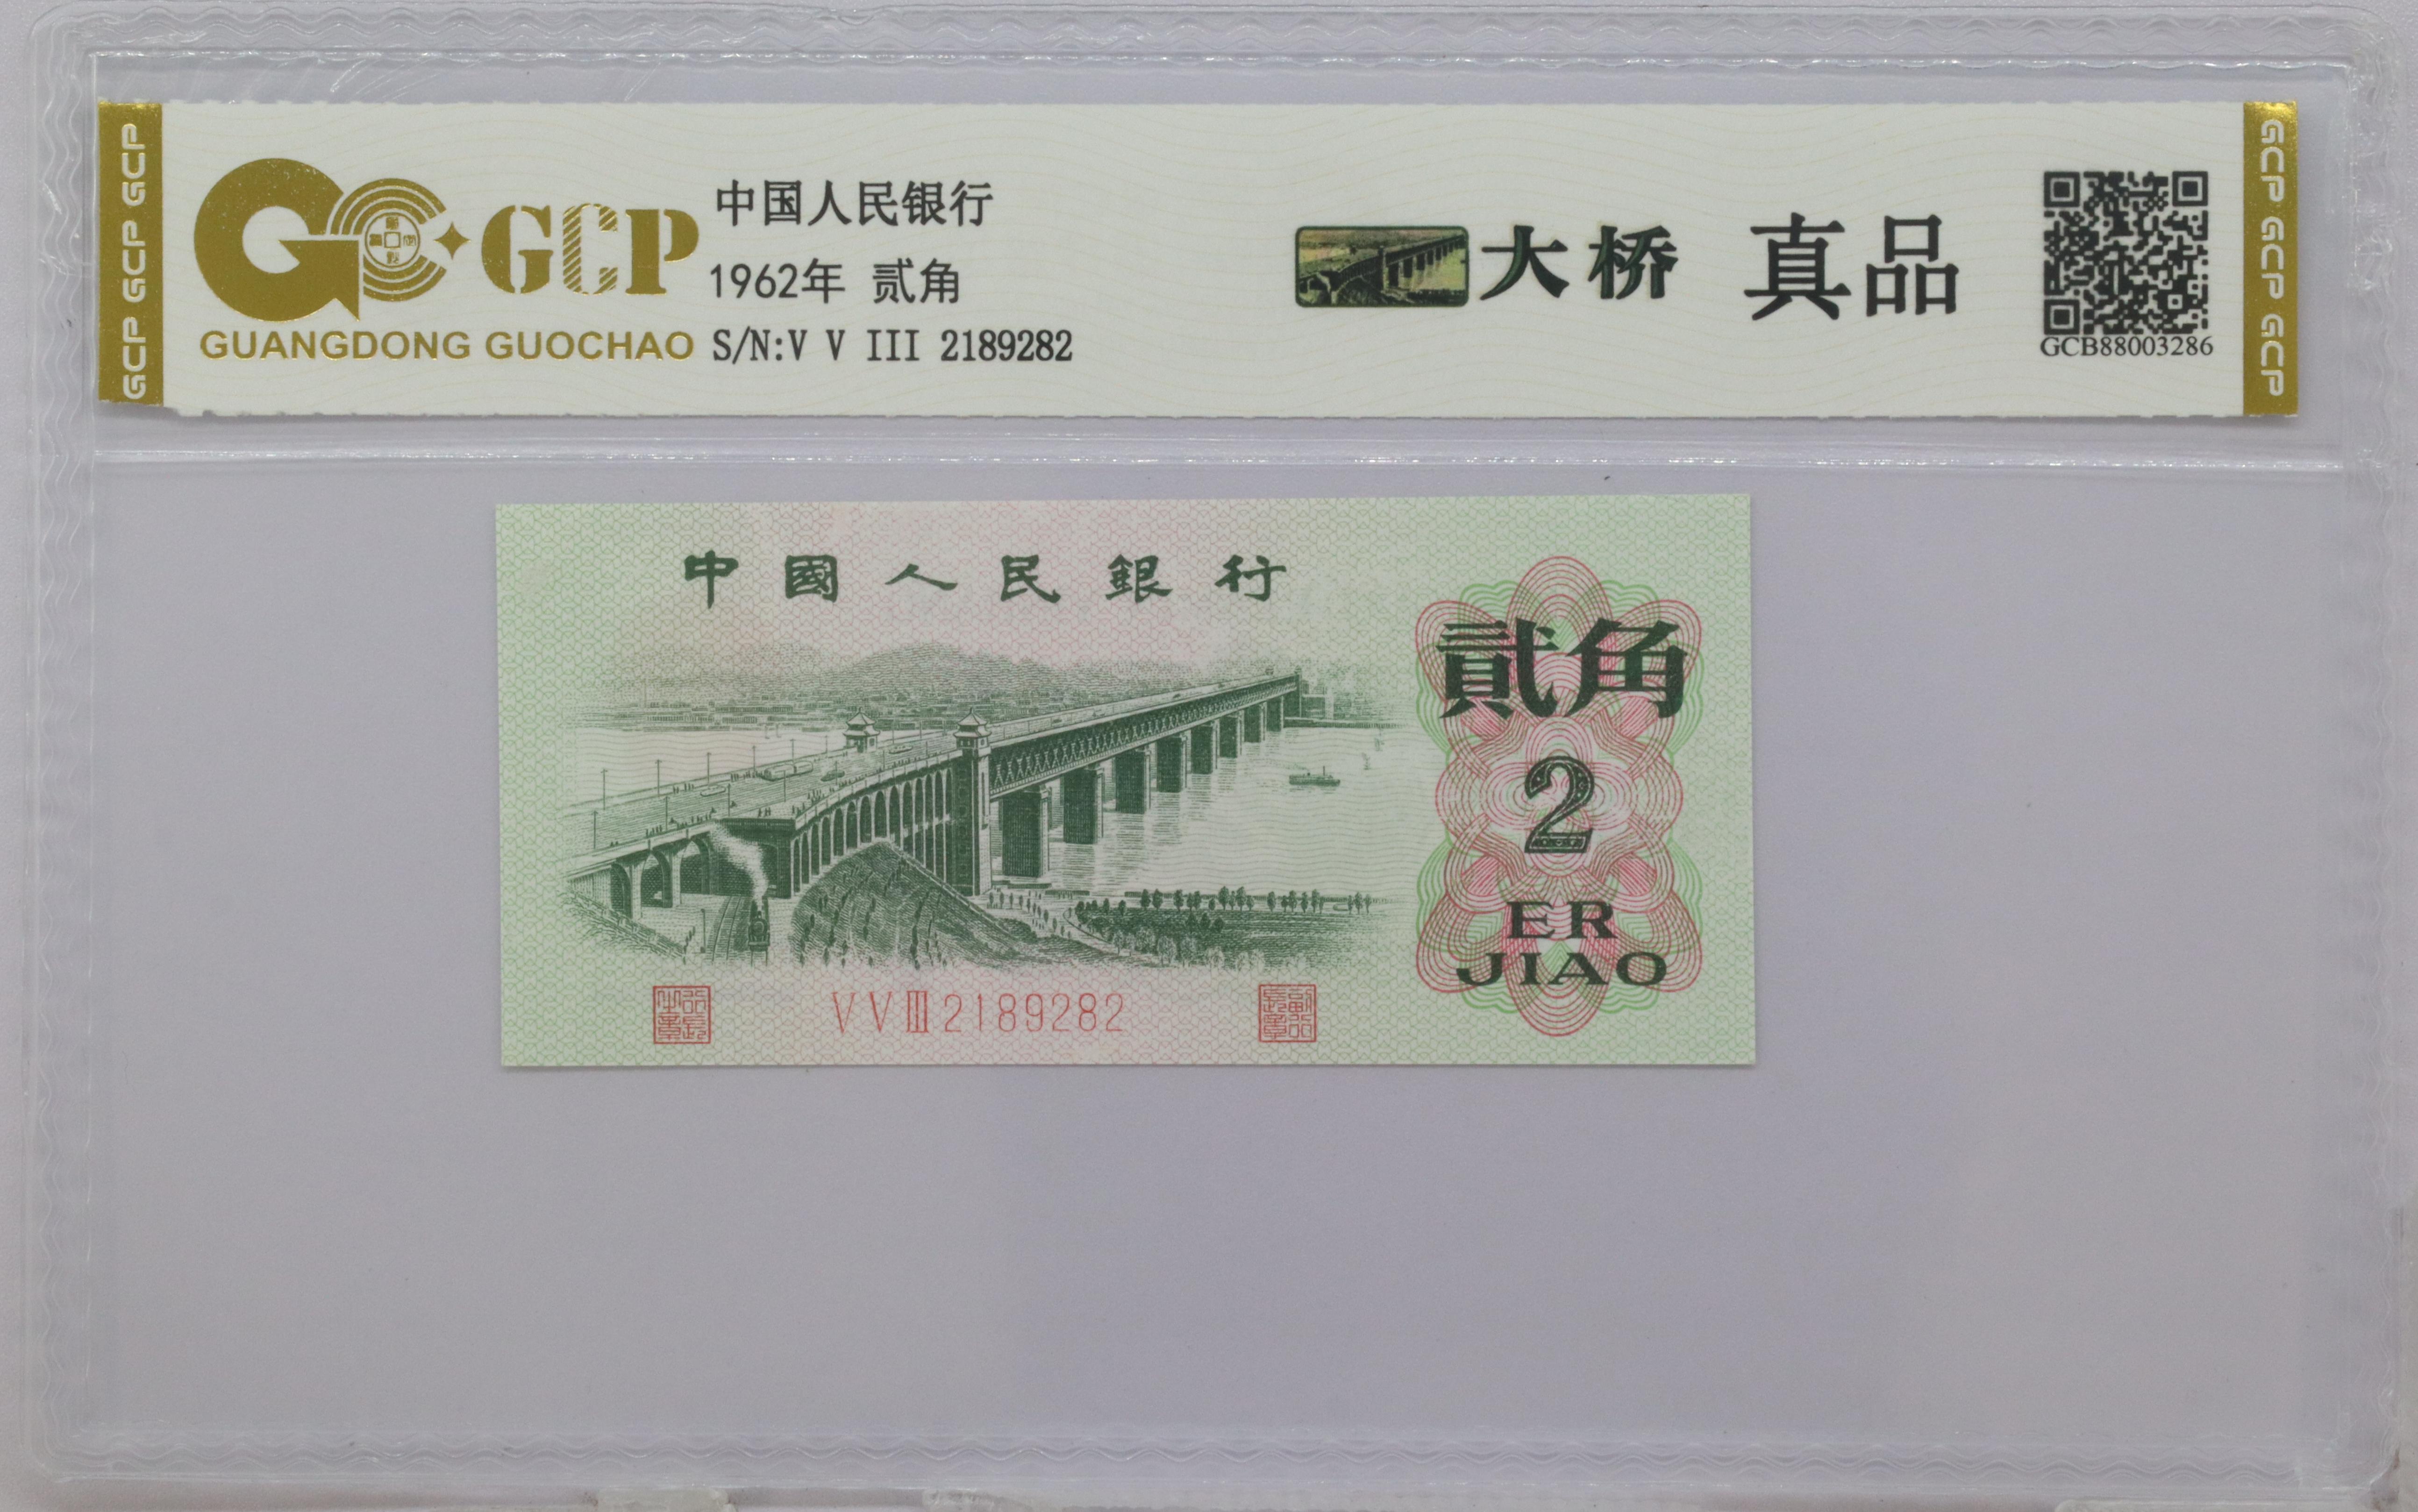 GCP GCP GCP
GCP
GUANGDONG GUOCHAO
中国人民银行
1962年 贰角
S/N:V V III 2189282
大桥 真品
GCB88003286
GCP GCP GCP
中國人民銀行
貳角
2
ER
JIAO
V V III 2189282